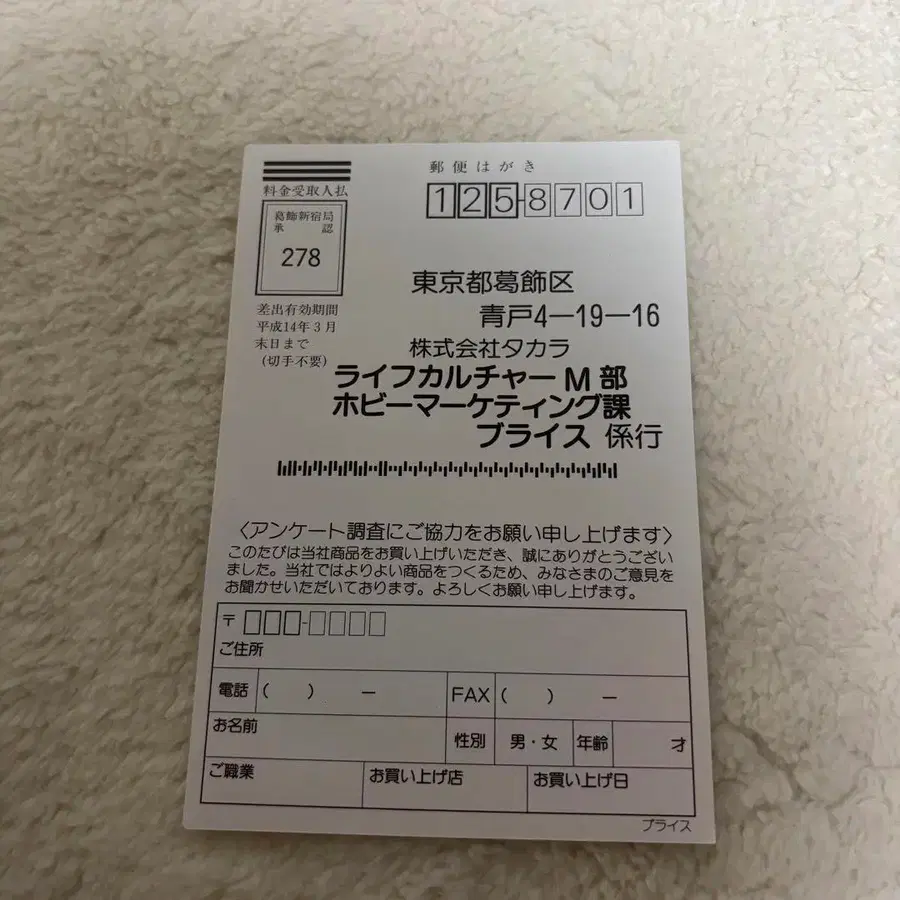 郵便はがき
料金受取人払
125-8701
葛飾新宿局
承認
278
差出有効期間
平成14年3月
末日まで
(切手不要)
東京都葛飾区
青戸4―19―16
株式会社タカラ
ライフカルチャーM部
ホビーマーケティング課
ブライス 係行
〈アンケート調査にご協力をお願い申し上げます〉
このたびは当社商品をお買い上げいただき、誠にありがとうござい
ました。当社ではよりよい商品をつくるため、みなさまのご意見を
お聞かせいただいております。よろしくお願い申し上げます。
〒□□□-□□□□
ご住所
電話 ( ) ― FAX ( ) ―
お名前 性別 男・女 年齢 才
ご職業 お買い上げ店 お買い上げ日
ブライス